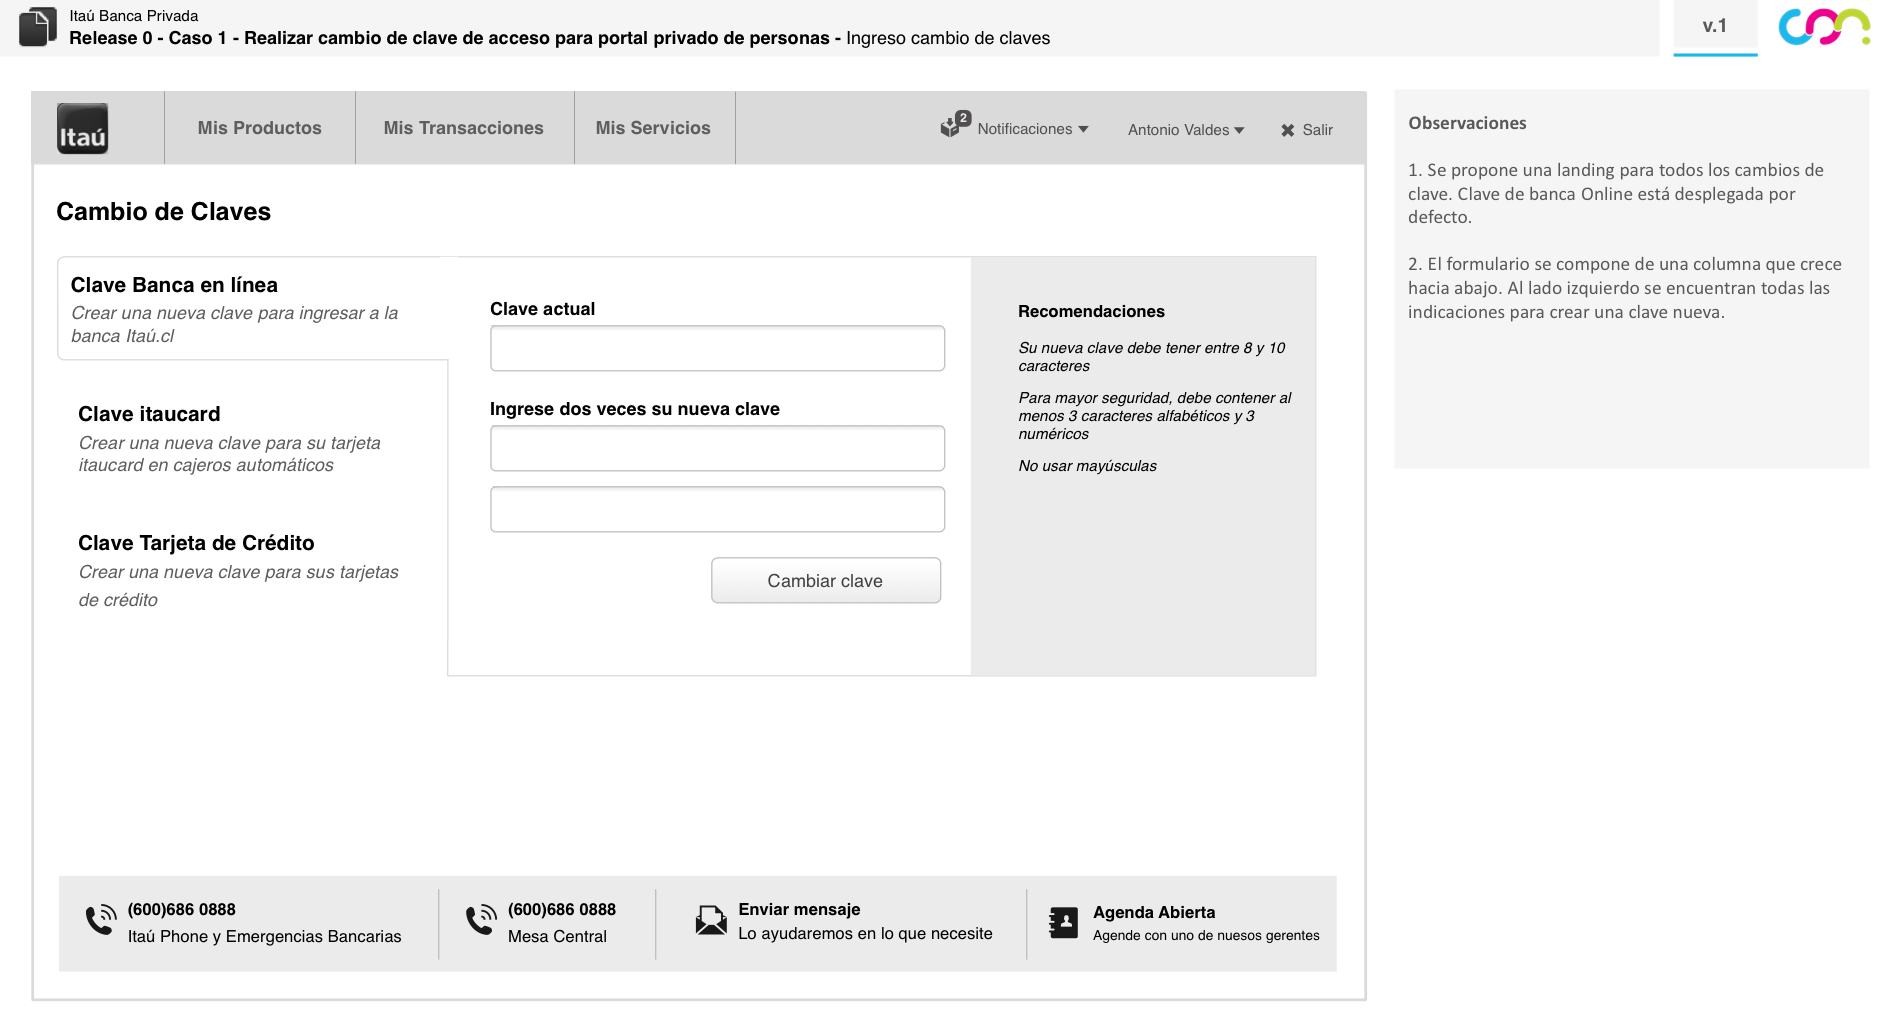 Itaú Banca Privada
Release 0 - Caso 1 - Realizar cambio de clave de acceso para portal privado de personas - Ingreso cambio de claves
v.1
con
Itaú
Mis Productos
Mis Transacciones
Mis Servicios
2
Notificaciones
Antonio Valdes
Salir
Cambio de Claves
Clave Banca en línea
Crear una nueva clave para ingresar a la
banca Itaú.cl
Clave itaucard
Crear una nueva clave para su tarjeta
itaucard en cajeros automáticos
Clave Tarjeta de Crédito
Crear una nueva clave para sus tarjetas
de crédito
Clave actual
Ingrese dos veces su nueva clave
Cambiar clave
Recomendaciones
Su nueva clave debe tener entre 8 y 10
caracteres
Para mayor seguridad, debe contener al
menos 3 caracteres alfabéticos y 3
numéricos
No usar mayúsculas
Observaciones
1. Se propone una landing para todos los cambios de
clave. Clave de banca Online está desplegada por
defecto.
2. El formulario se compone de una columna que crece
hacia abajo. Al lado izquierdo se encuentran todas las
indicaciones para crear una clave nueva.
(600)686 0888
Itaú Phone y Emergencias Bancarias
(600)686 0888
Mesa Central
Enviar mensaje
Lo ayudaremos en lo que necesite
Agenda Abierta
Agende con uno de nuesos gerentes